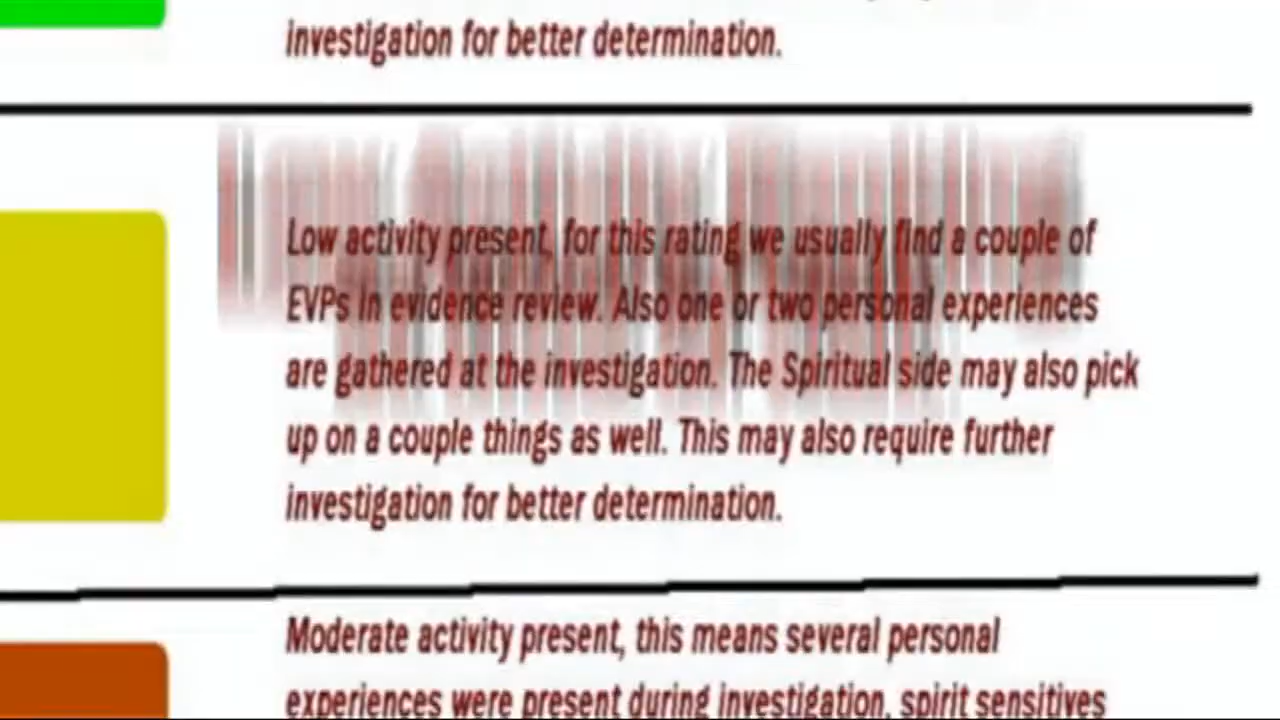 investigation for better determination.
Low activity present, for this rating we usually find a couple of
EVPs in evidence review. Also one or two personal experiences
are gathered at the investigation. The Spiritual side may also pick
up on a couple things as well. This may also require further
investigation for better determination.
Moderate activity present, this means several personal
experiences were present during investigation, spirit sensitives